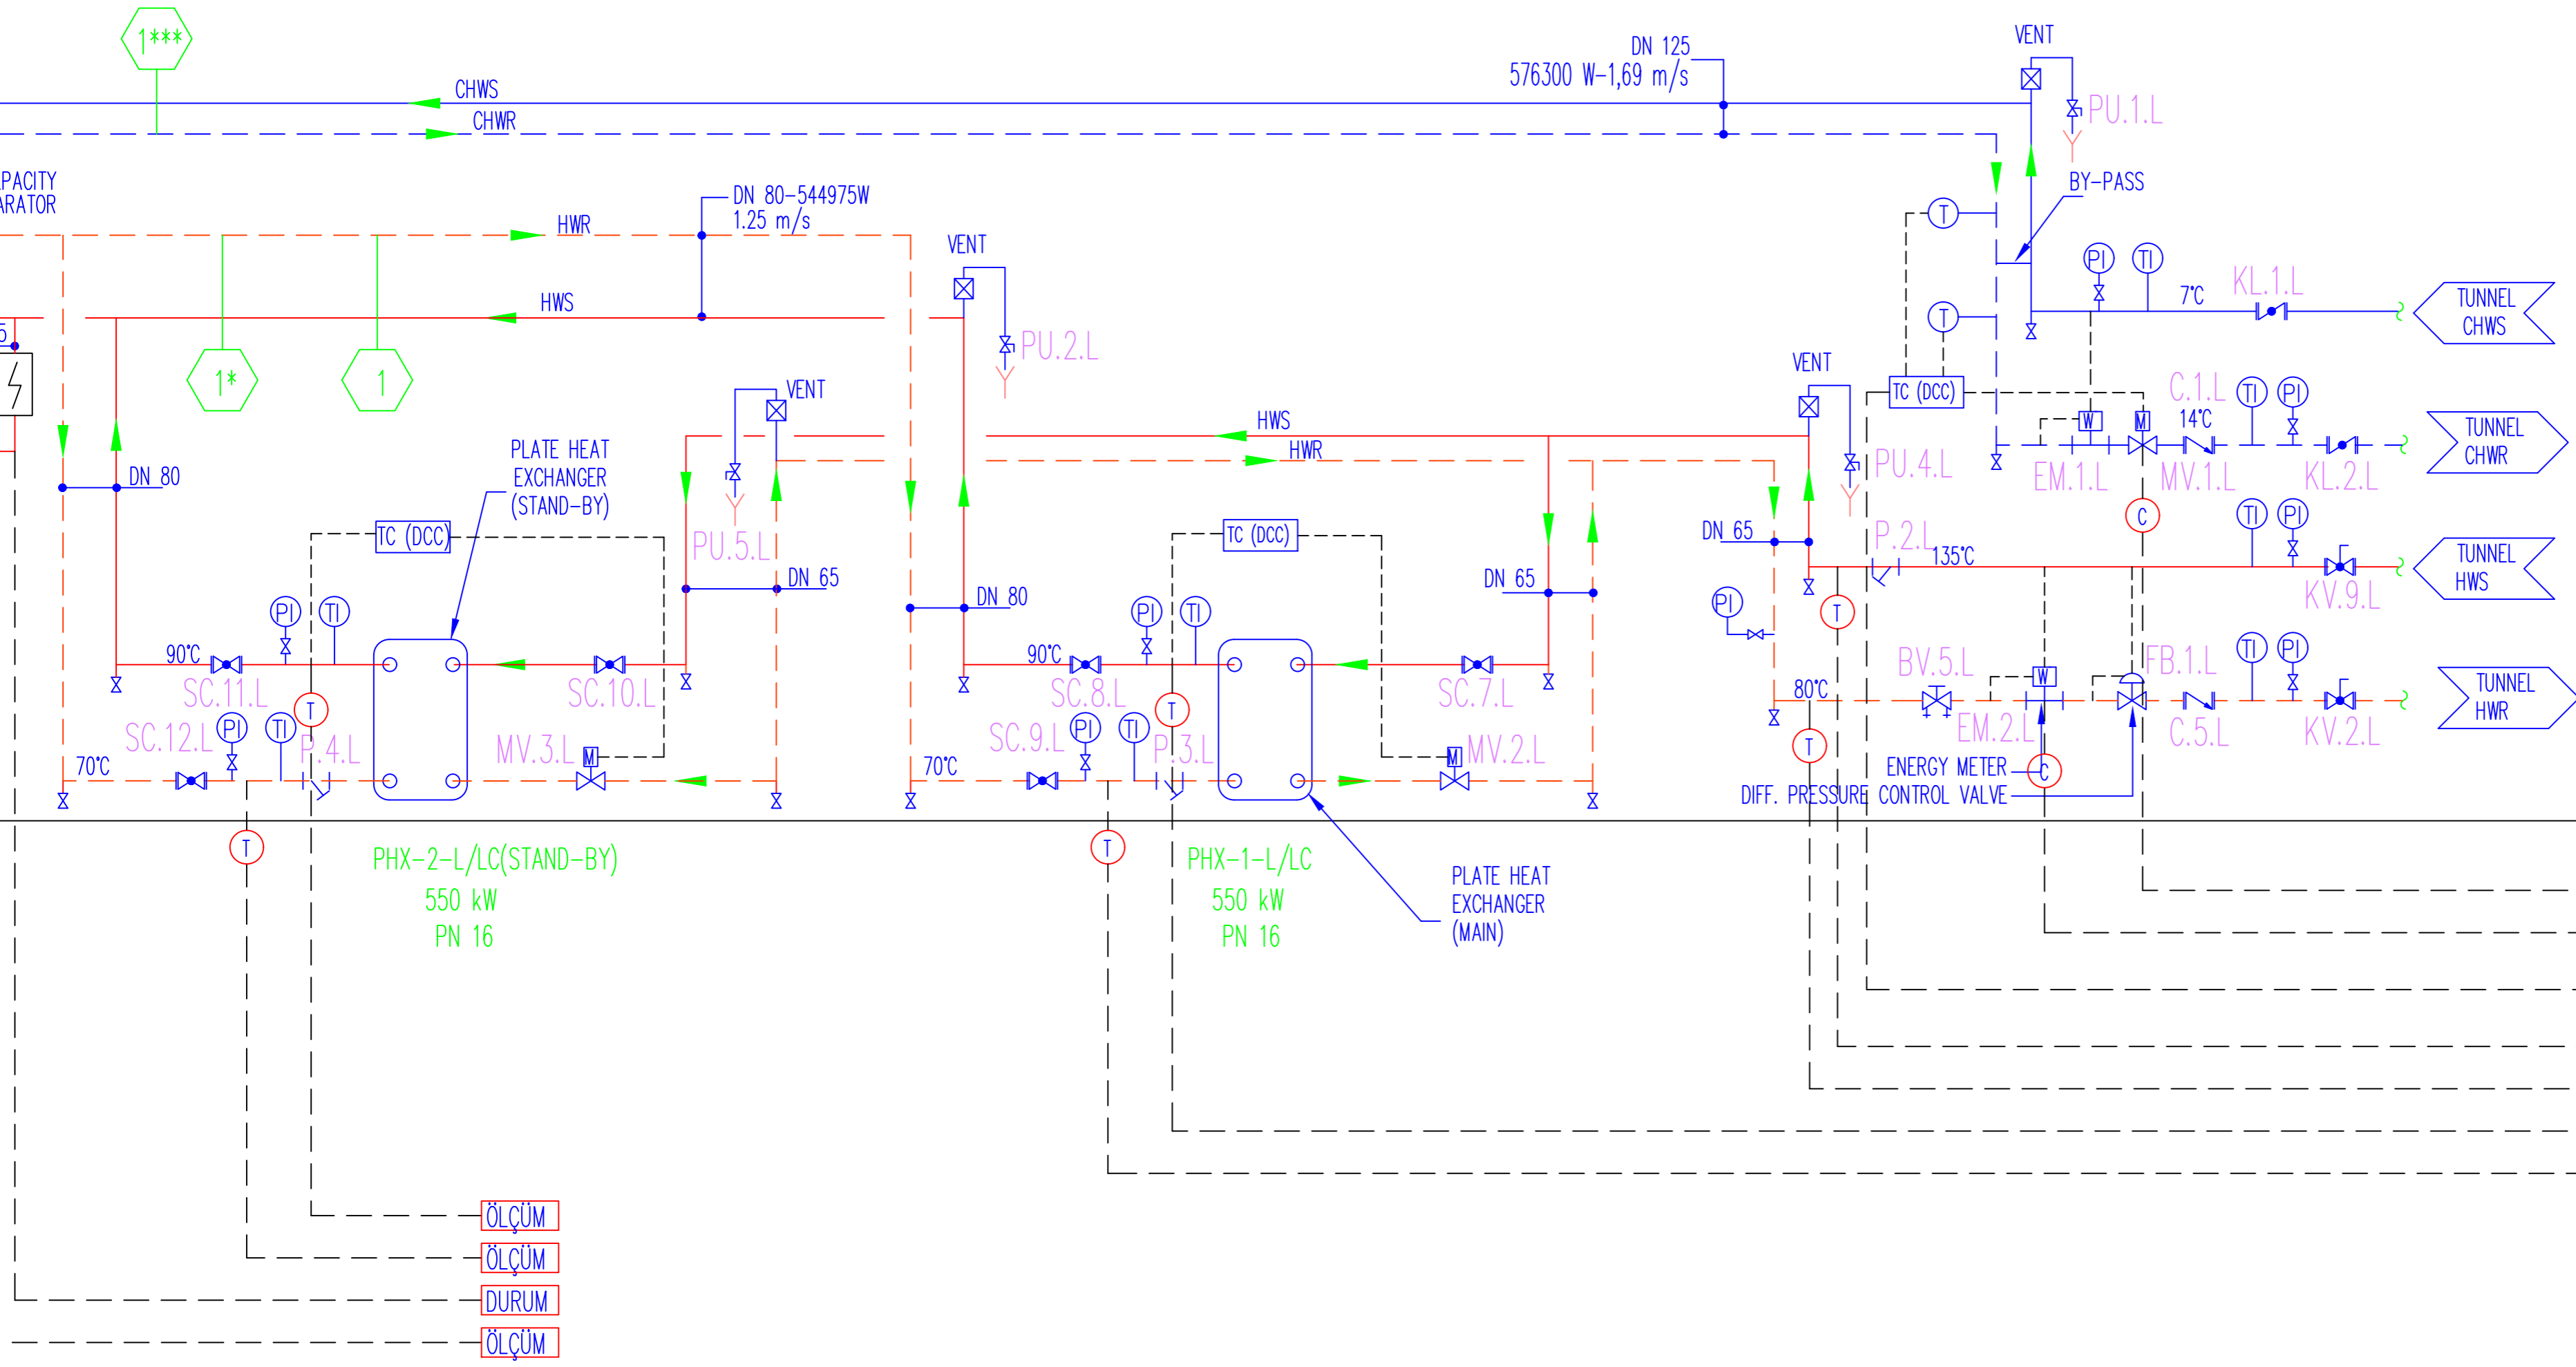 1***
CHWS
CHWR
DN 125
576300 W-1,69 m/s
VENT
PU.1.L
BY-PASS
DN 80-544975W
1.25 m/s
HWR
HWS
VENT
PU.2.L
1*
1
T
T
TC (DCC)
PI
TI
7°C
KL.1.L
TUNNEL
CHWS
W
M
C.1.L
14°C
TI
PI
EM.1.L
MV.1.L
KL.2.L
TUNNEL
CHWR
C
VENT
PU.5.L
PLATE HEAT
EXCHANGER
(STAND-BY)
DN 80
TC (DCC)
DN 65
HWS
HWR
VENT
PU.4.L
DN 65
P.2.L
135°C
TI
PI
KV.9.L
TUNNEL
HWS
TC (DCC)
DN 65
DN 80
PI
T
90°C
PI
TI
SC.11.L
SC.10.L
T
SC.12.L
PI
TI
P.4.L
MV.3.L
M
70°C
90°C
PI
TI
SC.8.L
SC.7.L
T
SC.9.L
PI
TI
P.3.L
MV.2.L
M
70°C
80°C
BV.5.L
W
FB.1.L
TI
PI
EM.2.L
C.5.L
KV.2.L
TUNNEL
HWR
T
ENERGY METER
C
DIFF. PRESSURE CONTROL VALVE
T
PHX-2-L/LC(STAND-BY)
550 kW
PN 16
T
PHX-1-L/LC
550 kW
PN 16
PLATE HEAT
EXCHANGER
(MAIN)
ÖLÇÜM
ÖLÇÜM
DURUM
ÖLÇÜM